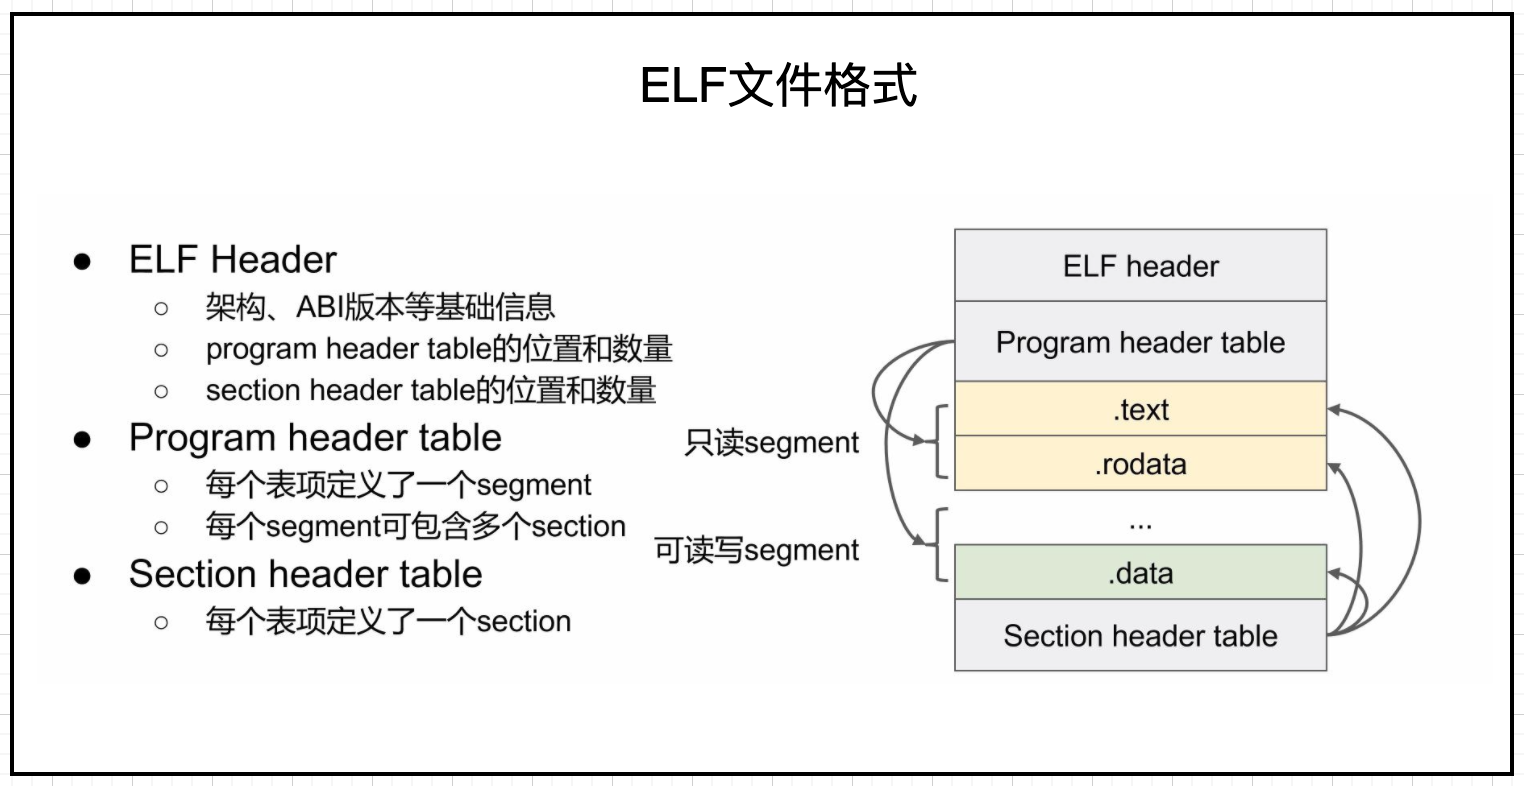 ELF文件格式
ELF Header
架构、ABI版本等基础信息
program header table的位置和数量
section header table的位置和数量
Program header table
每个表项定义了一个segment
每个segment可包含多个section
Section header table
每个表项定义了一个section
ELF header
Program header table
.text
只读segment
.rodata
...
可读写segment
.data
Section header table